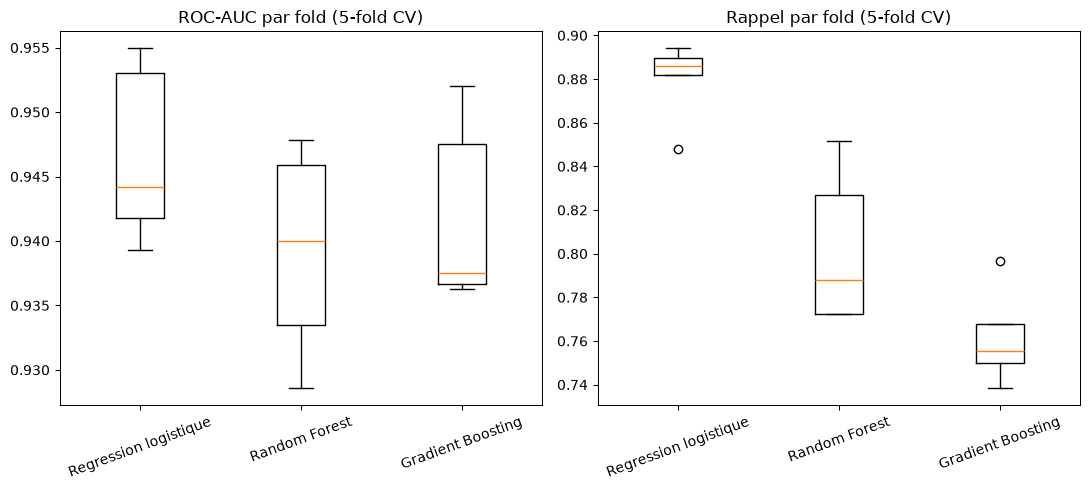 ROC-AUC par fold (5-fold CV)
0.955
0.950
0.945
0.940
0.935
0.930
Regression logistique
Random Forest
Gradient Boosting
Rappel par fold (5-fold CV)
0.90
0.88
0.86
0.84
0.82
0.80
0.78
0.76
0.74
Regression logistique
Random Forest
Gradient Boosting